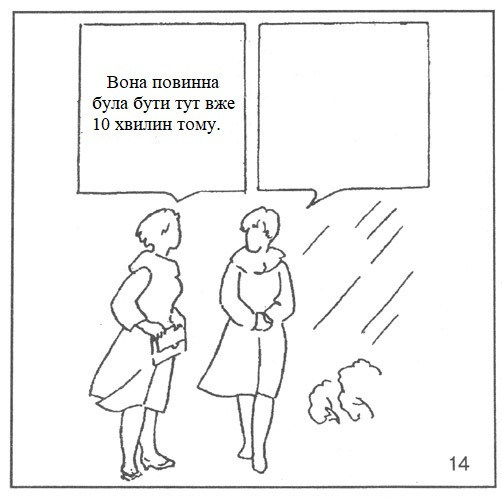 Вона повинна
була бути тут вже
10 хвилин тому.
14